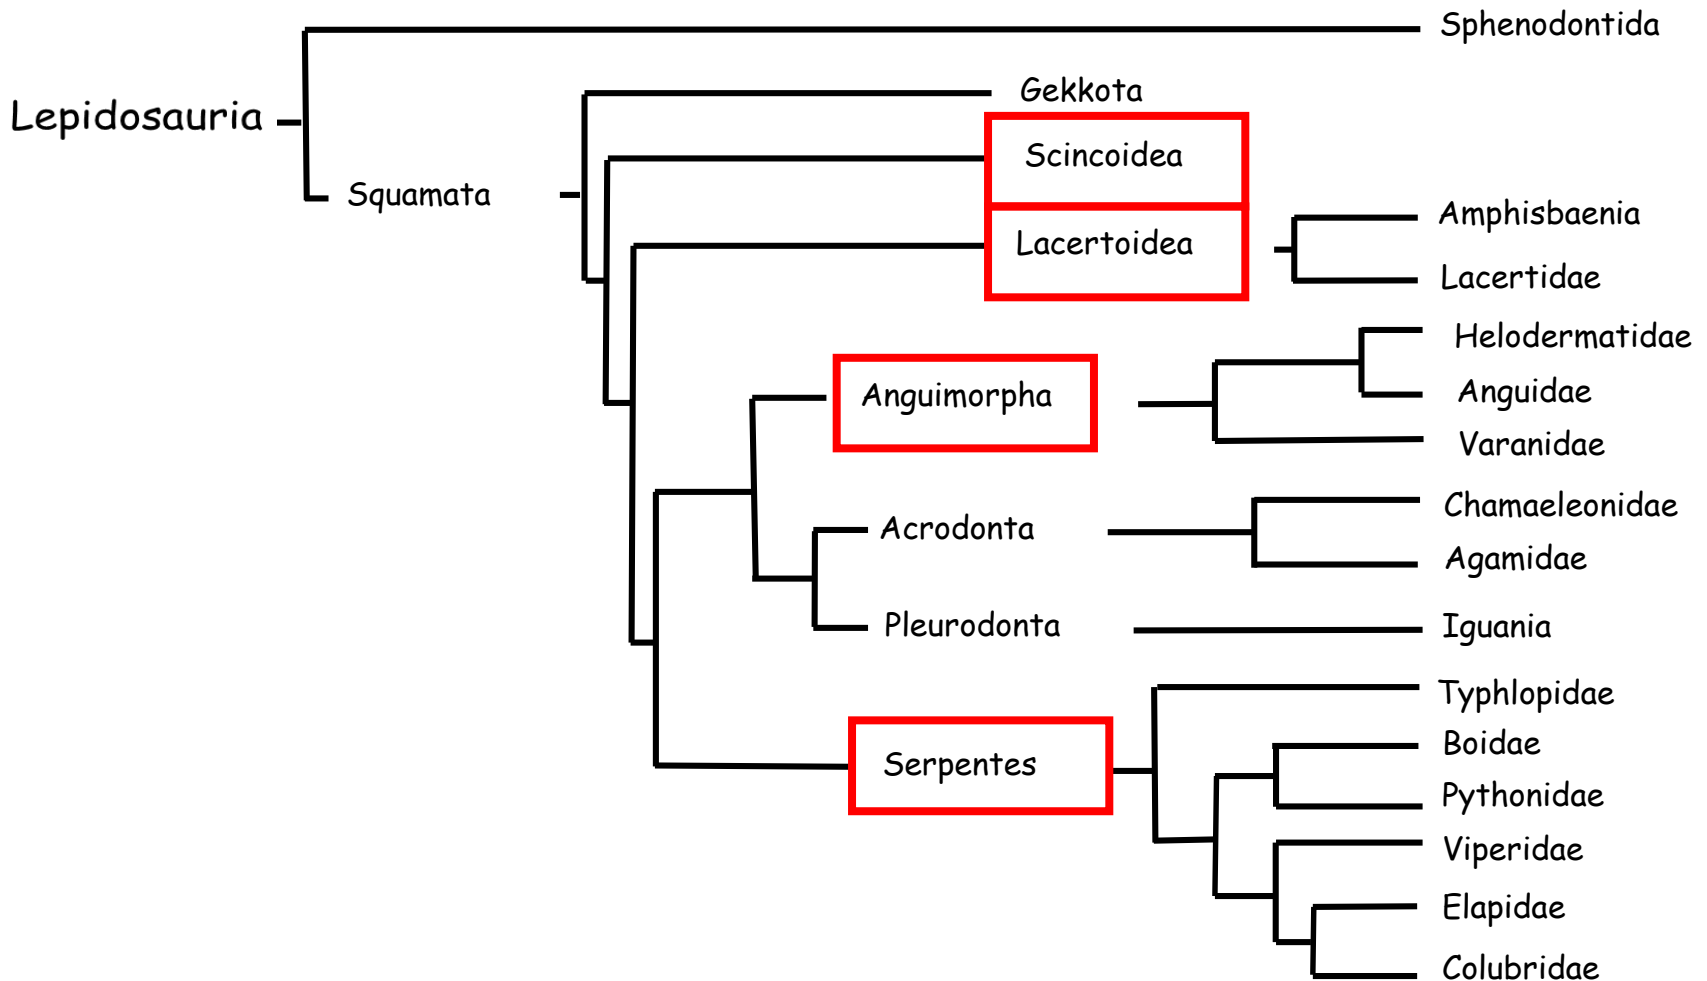 Sphenodontida
Gekkota
Lepidosauria
Scincoidea
Squamata
Amphisbaenia
Lacertoidea
Lacertidae
Helodermatidae
Anguimorpha
Anguidae
Varanidae
Chamaeleonidae
Acrodonta
Agamidae
Pleurodonta
Iguania
Typhlopidae
Boidae
Serpentes
Pythonidae
Viperidae
Elapidae
Colubridae